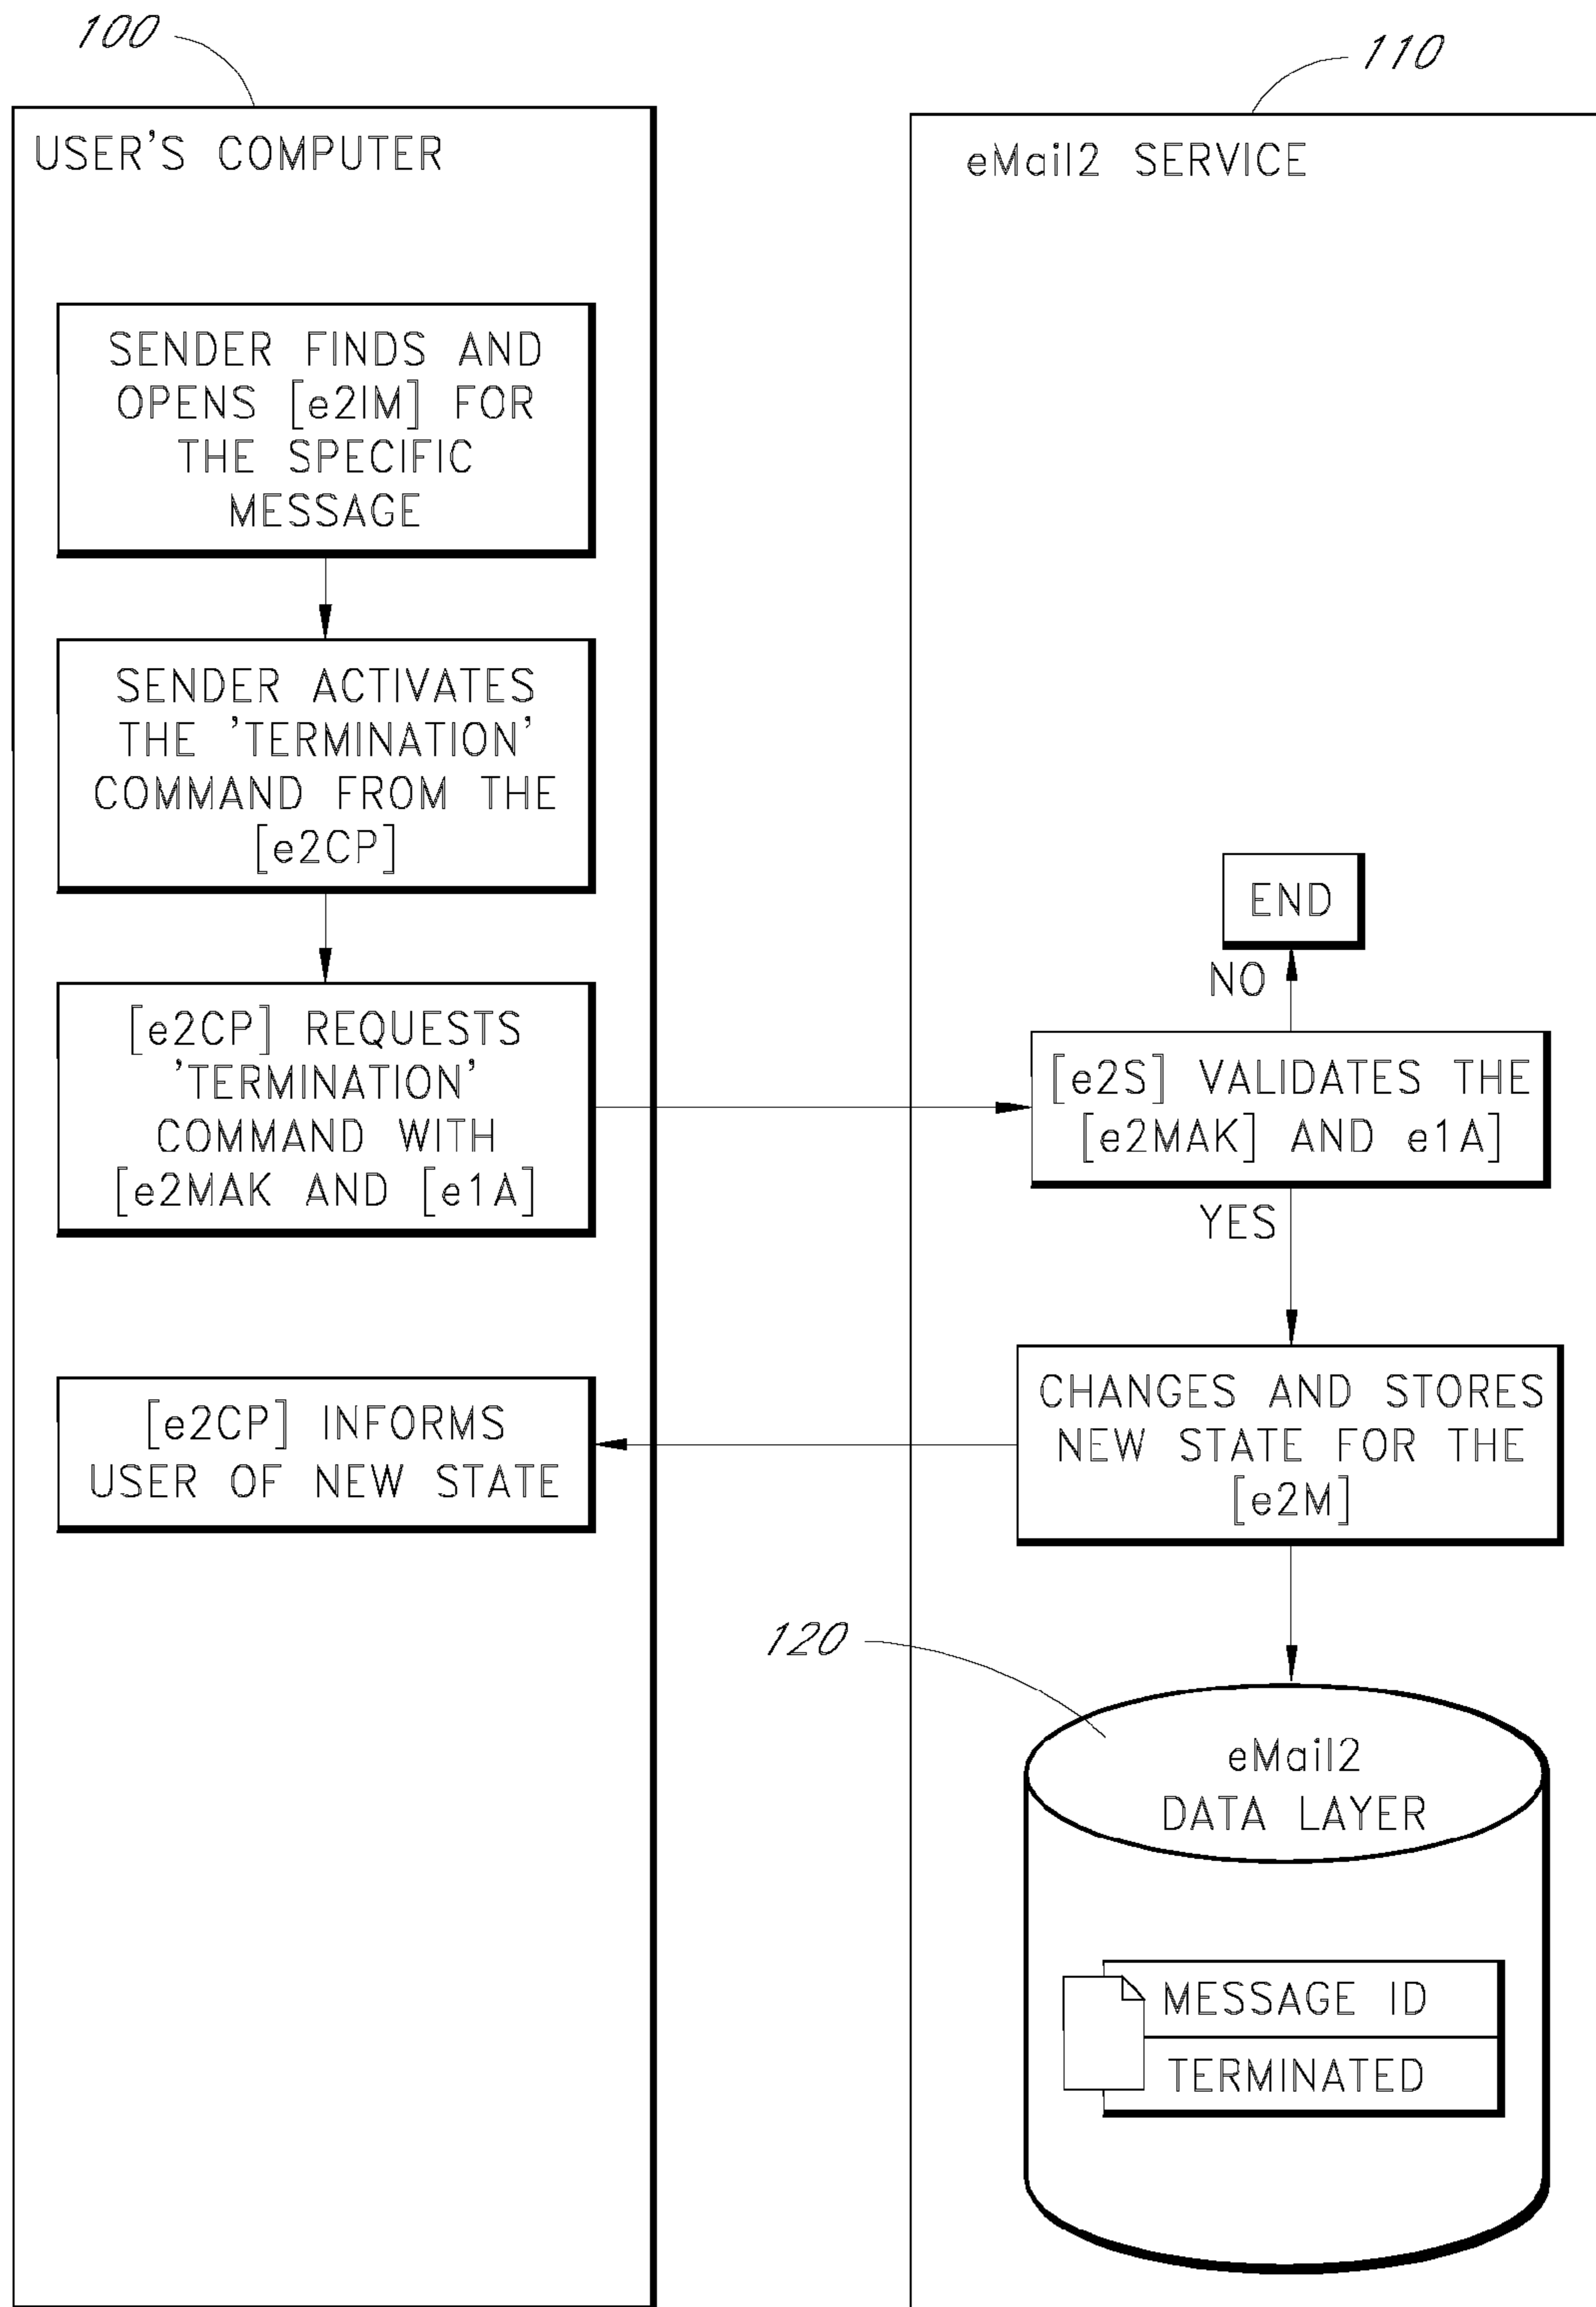 100
USER'S COMPUTER
SENDER FINDS AND
OPENS [e2IM] FOR
THE SPECIFIC
MESSAGE
SENDER ACTIVATES
THE 'TERMINATION'
COMMAND FROM THE
[e2CP]
[e2CP] REQUESTS
'TERMINATION'
COMMAND WITH
[e2MAK AND [e1A]
[e2CP] INFORMS
USER OF NEW STATE
110
eMail2 SERVICE
END
NO
[e2S] VALIDATES THE
[e2MAK] AND e1A]
YES
CHANGES AND STORES
NEW STATE FOR THE
[e2M]
120
eMail2
DATA LAYER
MESSAGE ID
TERMINATED